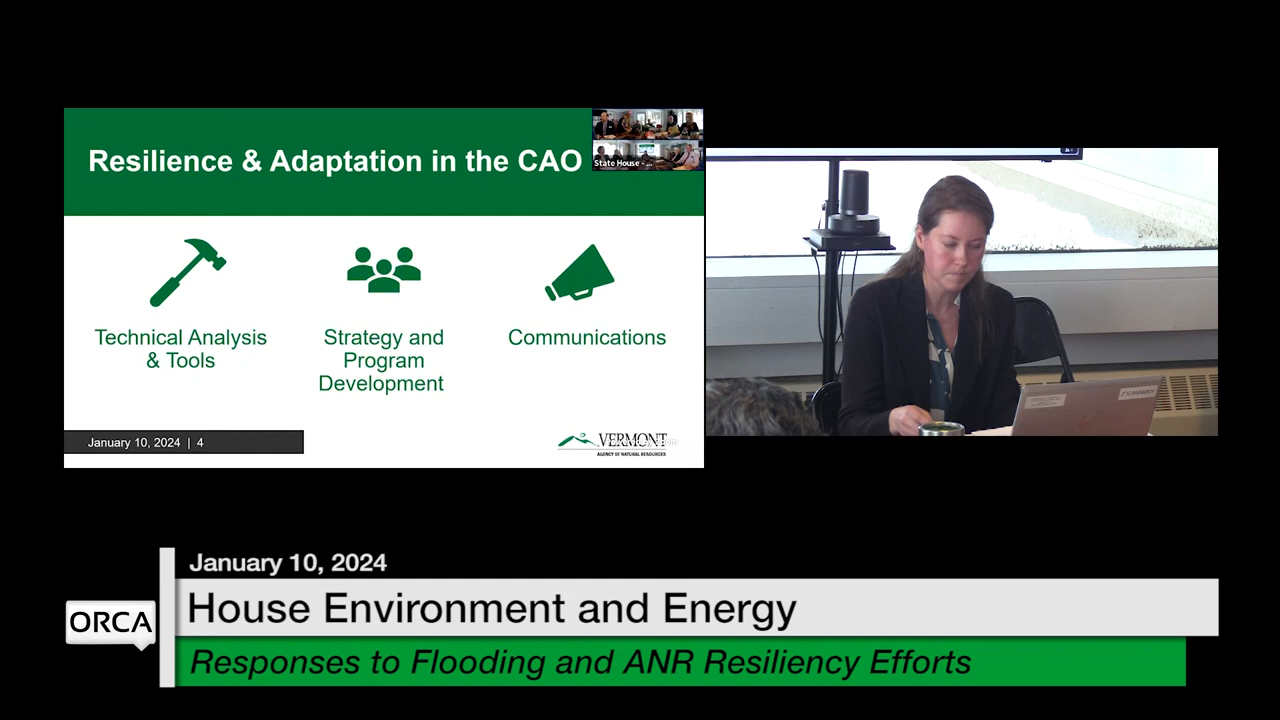 Resilience & Adaptation in the CAO
State House - ...
Technical Analysis
& Tools
Strategy and
Program
Development
Communications
January 10, 2024 | 4
VERMONT
AGENCY OF NATURAL RESOURCES
January 10, 2024
House Environment and Energy
ORCA
Responses to Flooding and ANR Resiliency Efforts